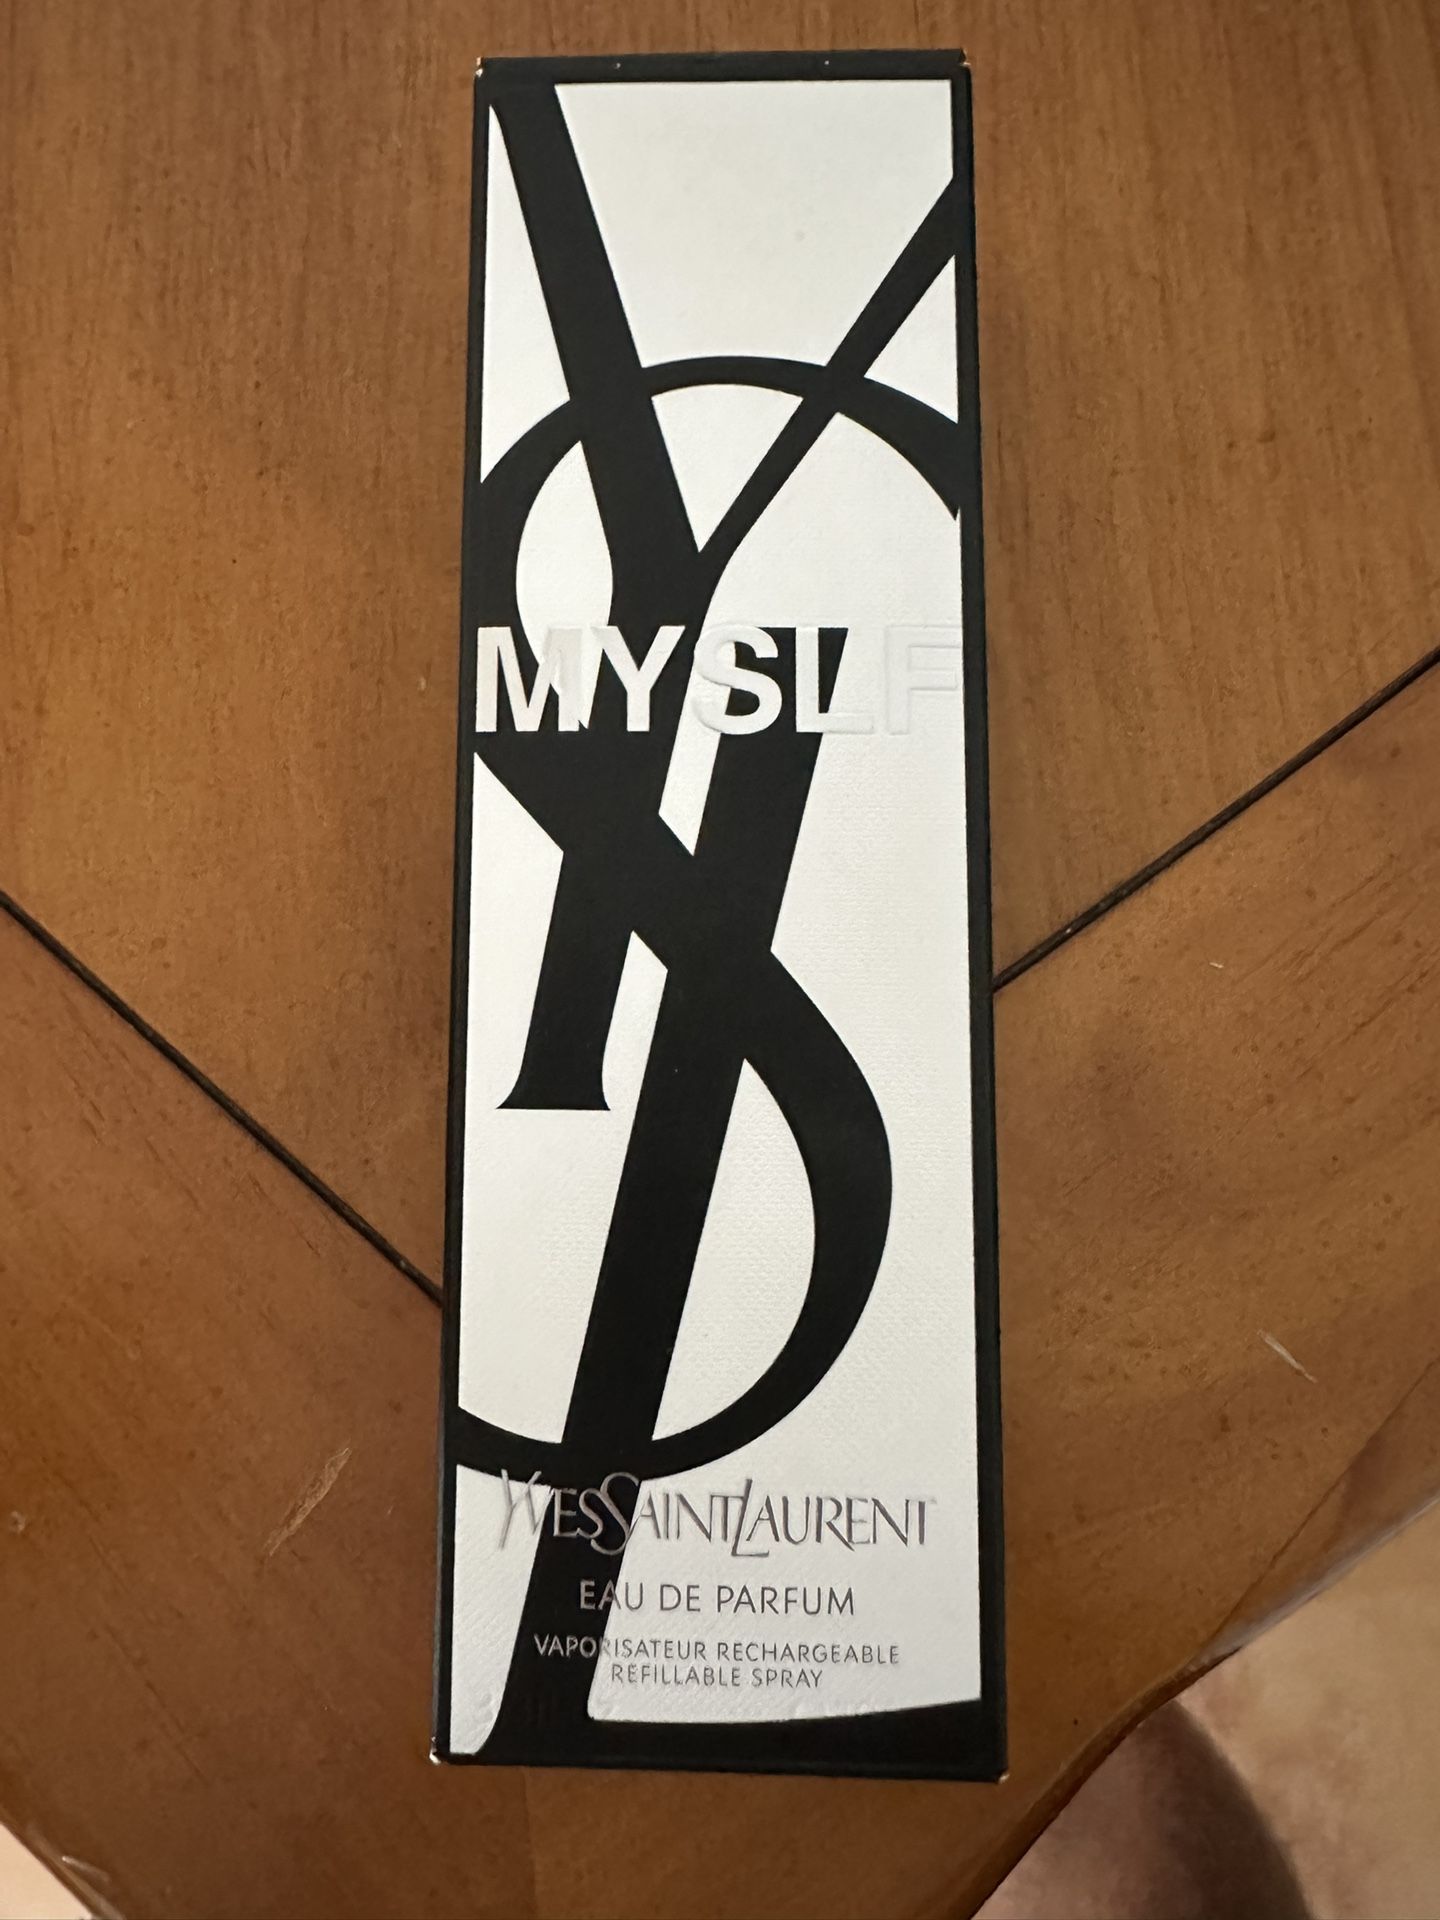 MYSLF
YVESSAINTLAURENT
EAU DE PARFUM
VAPORISATEUR RECHARGEABLE
REFILLABLE SPRAY